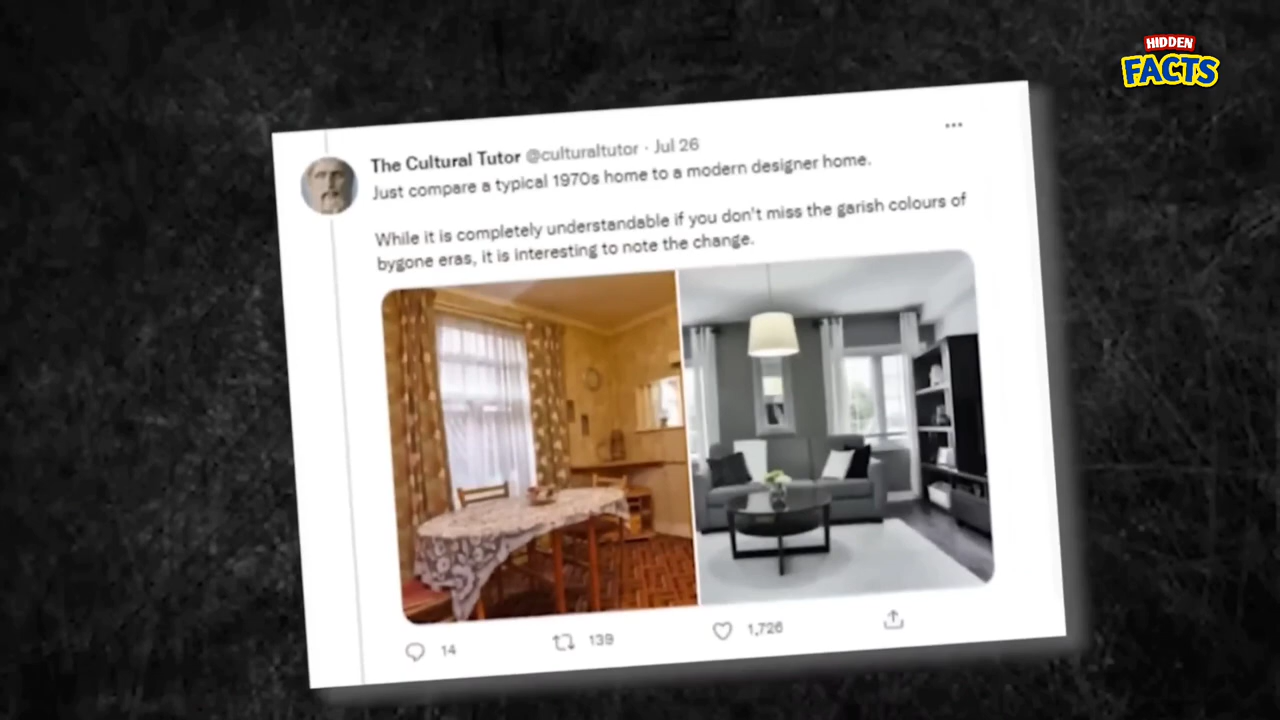 HIDDEN
FACTS
The Cultural Tutor @culturaltutor · Jul 26
Just compare a typical 1970s home to a modern designer home.
While it is completely understandable if you don't miss the garish colours of
bygone eras, it is interesting to note the change.
14 139 1,726